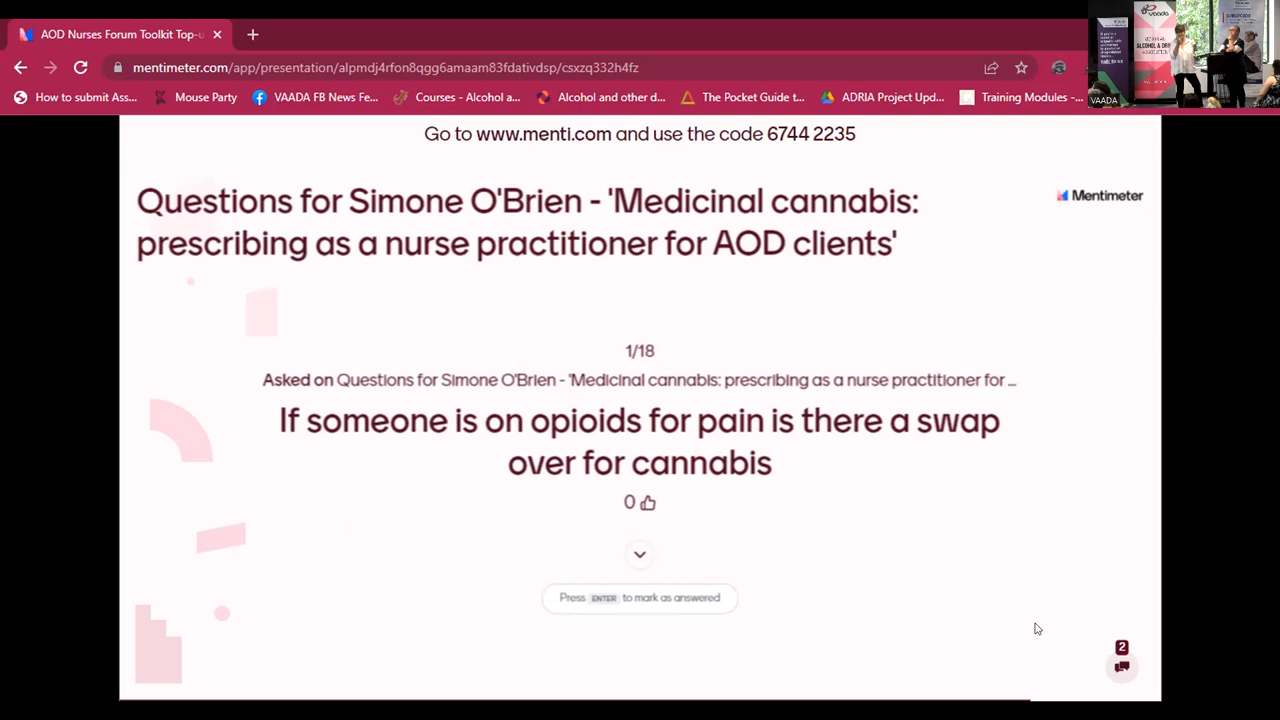 AOD Nurses Forum Toolkit Top-u
mentimeter.com/app/presentation/alpmdj4rfon8qgg6amaam83fdativdsp/csxzq332h4fz
How to submit Ass...
Mouse Party
VAADA FB News Fe...
Courses - Alcohol a...
Alcohol and other d...
The Pocket Guide t...
ADRIA Project Upd...
Training Modules -...
vaada
ALCOHOL & DRUG
VAADA
Go to www.menti.com and use the code 6744 2235
Questions for Simone O'Brien - 'Medicinal cannabis:
prescribing as a nurse practitioner for AOD clients'
Mentimeter
1/18
Asked on Questions for Simone O'Brien - 'Medicinal cannabis: prescribing as a nurse practitioner for ...
If someone is on opioids for pain is there a swap
over for cannabis
0
Press ENTER to mark as answered
2